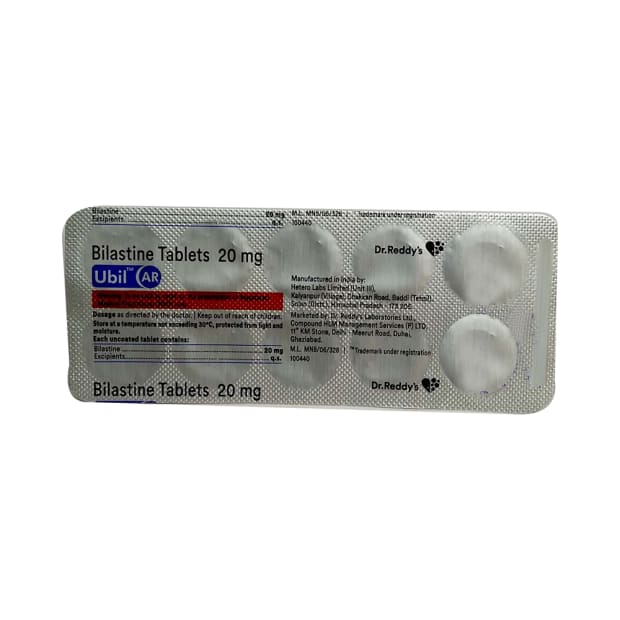 Bilastine 20 mg
Excipients q.s.
M.L. MNB/06/328 | ™Trademark under registration
100440
Bilastine Tablets 20 mg
Ubil™ AR
Dr.Reddy's
Dosage as directed by the doctor. | Keep out of reach of children.
Store at a temperature not exceeding 30°C, protected from light and
moisture.
Each uncoated tablet contains:
Bilastine 20 mg
Excipients q.s.
Manufactured in India by:
Hetero Labs Limited (Unit III),
Kalyanpur (Village), Chakkan Road, Baddi (Tehsil),
Solan (Distt.), Himachal Pradesh - 173 205
Marketed by: Dr. Reddy's Laboratories Ltd.,
Compound HLM Management Services (P) LTD.
11ᵗʰ KM Stone, Delhi - Meerut Road, Duhai,
Ghaziabad.
M.L. MNB/06/328 | ™Trademark under registration
100440
Bilastine Tablets 20 mg
Dr.Reddy's